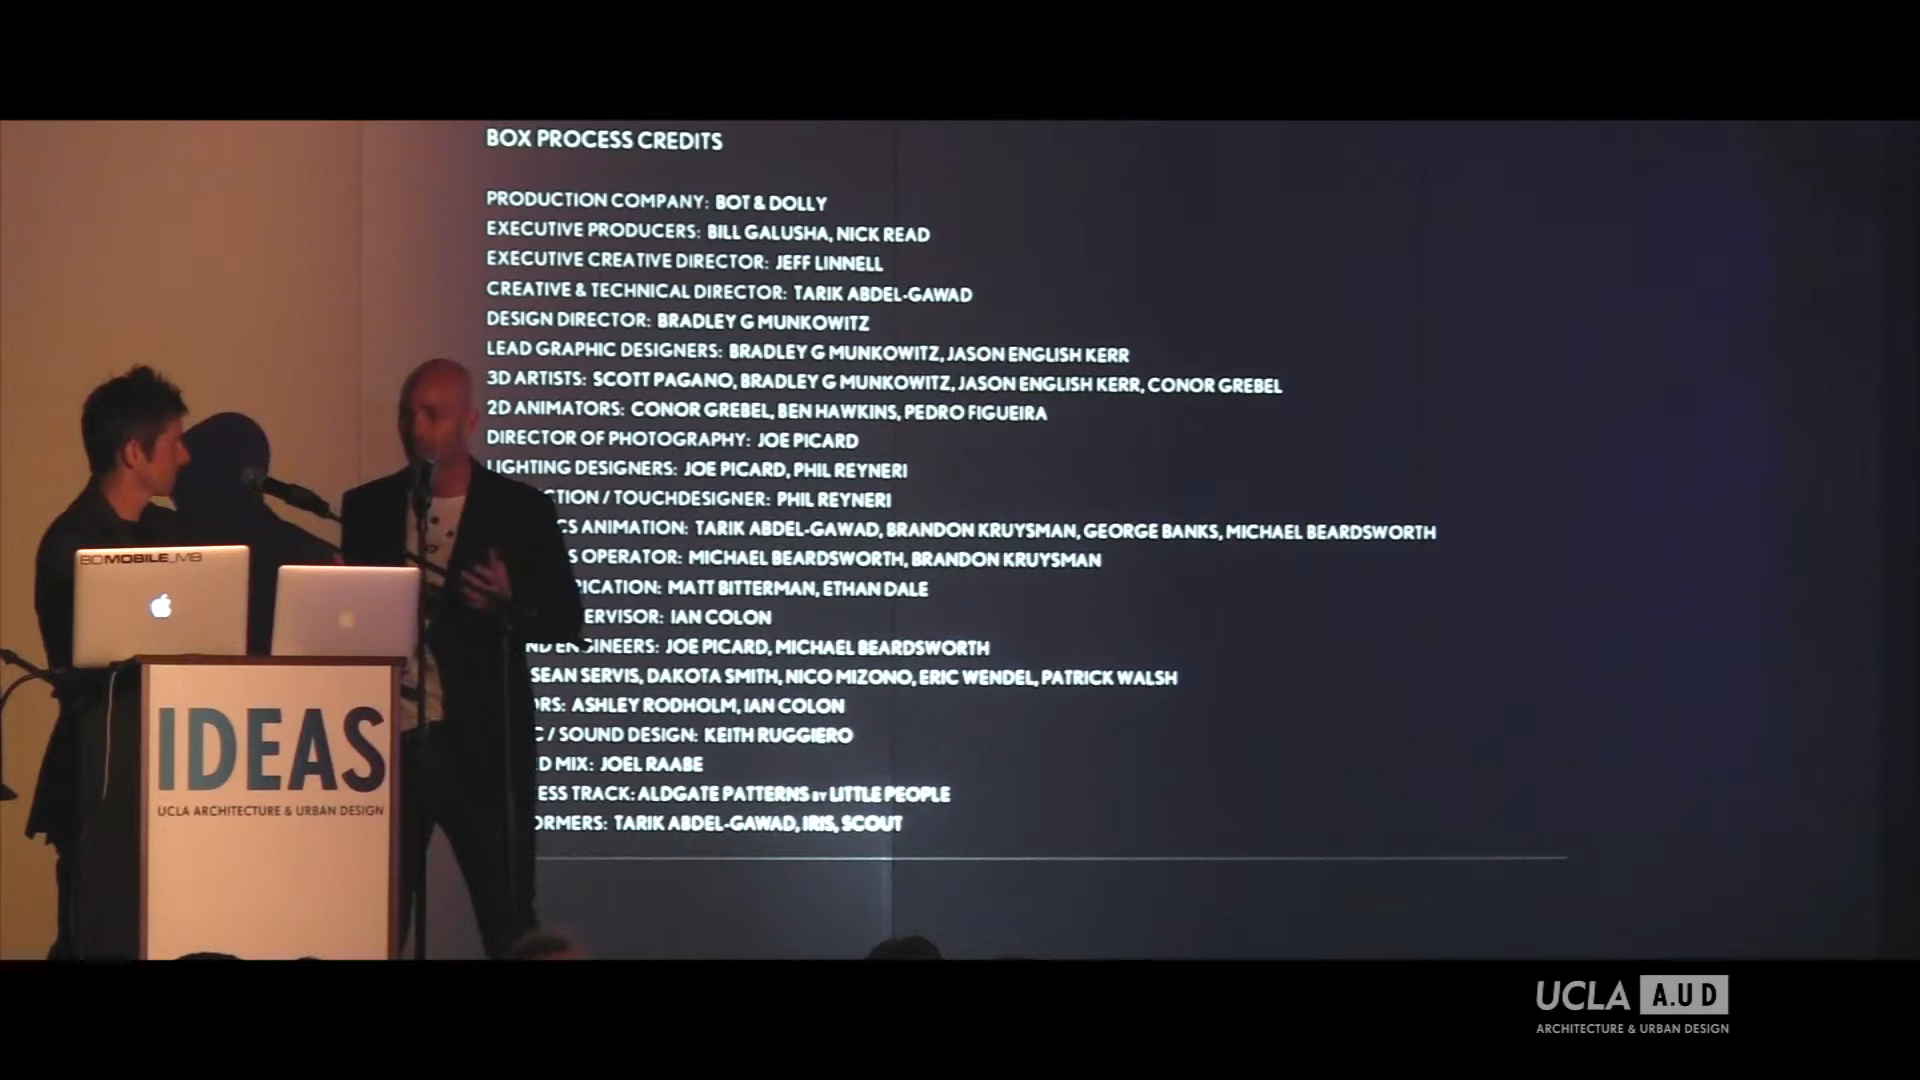 BOX PROCESS CREDITS
PRODUCTION COMPANY: BOT & DOLLY
EXECUTIVE PRODUCERS: BILL GALUSHA, NICK READ
EXECUTIVE CREATIVE DIRECTOR: JEFF LINNELL
CREATIVE & TECHNICAL DIRECTOR: TARIK ABDEL-GAWAD
DESIGN DIRECTOR: BRADLEY G MUNKOWITZ
LEAD GRAPHIC DESIGNERS: BRADLEY G MUNKOWITZ, JASON ENGLISH KERR
3D ARTISTS: SCOTT PAGANO, BRADLEY G MUNKOWITZ, JASON ENGLISH KERR, CONOR GREBEL
2D ANIMATORS: CONOR GREBEL, BEN HAWKINS, PEDRO FIGUEIRA
DIRECTOR OF PHOTOGRAPHY: JOE PICARD
LIGHTING DESIGNERS: JOE PICARD, PHIL REYNERI
/ TOUCHDESIGNER: PHIL REYNERI
ANIMATION: TARIK ABDEL-GAWAD, BRANDON KRUYSMAN, GEORGE BANKS, MICHAEL BEARDSWORTH
OPERATOR: MICHAEL BEARDSWORTH, BRANDON KRUYSMAN
MATT BITTERMAN, ETHAN DALE
IAN COLON
JOE PICARD, MICHAEL BEARDSWORTH
SEAN SERVIS, DAKOTA SMITH, NICO MIZONO, ERIC WENDEL, PATRICK WALSH
ASHLEY RODHOLM, IAN COLON
/ SOUND DESIGN: KEITH RUGGIERO
MIX: JOEL RAABE
TRACK: ALDGATE PATTERNS BY LITTLE PEOPLE
TARIK ABDEL-GAWAD, IRIS, SCOUT
BDMOBILE_MB
IDEAS
UCLA ARCHITECTURE & URBAN DESIGN
UCLA A.UD
ARCHITECTURE & URBAN DESIGN